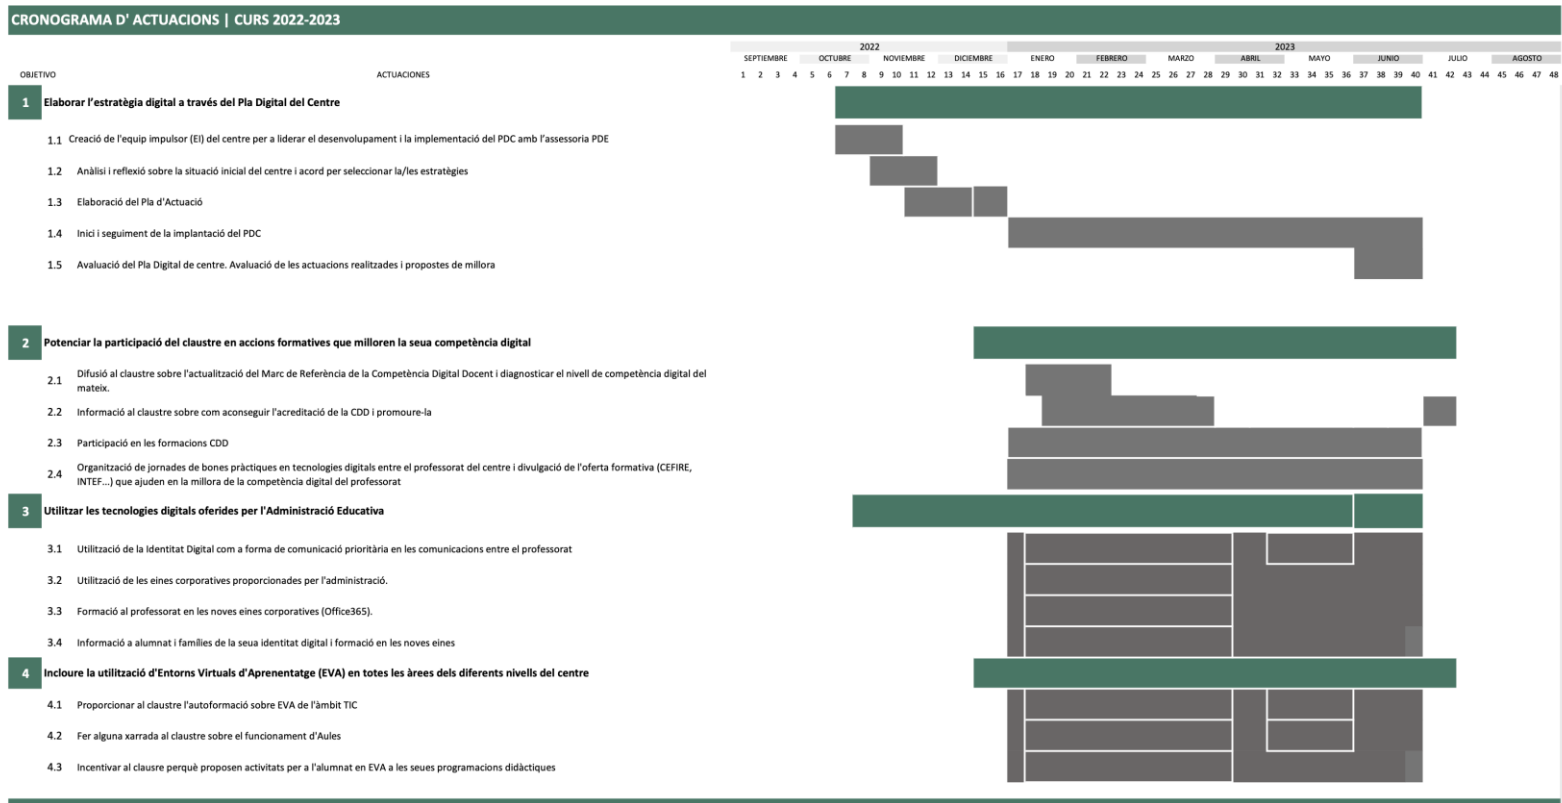 CRONOGRAMA D' ACTUACIONS | CURS 2022-2023
2022 2023
SEPTIEMBRE OCTUBRE NOVIEMBRE DICIEMBRE ENERO FEBRERO MARZO ABRIL MAYO JUNIO JULIO AGOSTO
OBJETIVO ACTUACIONES 1 2 3 4 5 6 7 8 9 10 11 12 13 14 15 16 17 18 19 20 21 22 23 24 25 26 27 28 29 30 31 32 33 34 35 36 37 38 39 40 41 42 43 44 45 46 47 48
1 Elaborar l'estratègia digital a través del Pla Digital del Centre
1.1 Creació de l'equip impulsor (EI) del centre per a liderar el desenvolupament i la implementació del PDC amb l'assessoria PDE
1.2 Anàlisi i reflexió sobre la situació inicial del centre i acord per seleccionar la/les estratègies
1.3 Elaboració del Pla d'Actuació
1.4 Inici i seguiment de la implantació del PDC
1.5 Avaluació del Pla Digital de centre. Avaluació de les actuacions realitzades i propostes de millora
2 Potenciar la participació del claustre en accions formatives que milloren la seua competència digital
2.1 Difusió al claustre sobre l'actualització del Marc de Referència de la Competència Digital Docent i diagnosticar el nivell de competència digital del
mateix.
2.2 Informació al claustre sobre com aconseguir l'acreditació de la CDD i promoure-la
2.3 Participació en les formacions CDD
2.4 Organització de jornades de bones pràctiques en tecnologies digitals entre el professorat del centre i divulgació de l'oferta formativa (CEFIRE,
INTEF...) que ajuden en la millora de la competència digital del professorat
3 Utilitzar les tecnologies digitals oferides per l'Administració Educativa
3.1 Utilització de la Identitat Digital com a forma de comunicació prioritària en les comunicacions entre el professorat
3.2 Utilització de les eines corporatives proporcionades per l'administració.
3.3 Formació al professorat en les noves eines corporatives (Office365).
3.4 Informació a alumnat i famílies de la seua identitat digital i formació en les noves eines
4 Incloure la utilització d'Entorns Virtuals d'Aprenentatge (EVA) en totes les àrees dels diferents nivells del centre
4.1 Proporcionar al claustre l'autoformació sobre EVA de l'àmbit TIC
4.2 Fer alguna xarrada al claustre sobre el funcionament d'Aules
4.3 Incentivar al clausre perquè proposen activitats per a l'alumnat en EVA a les seues programacions didàctiques